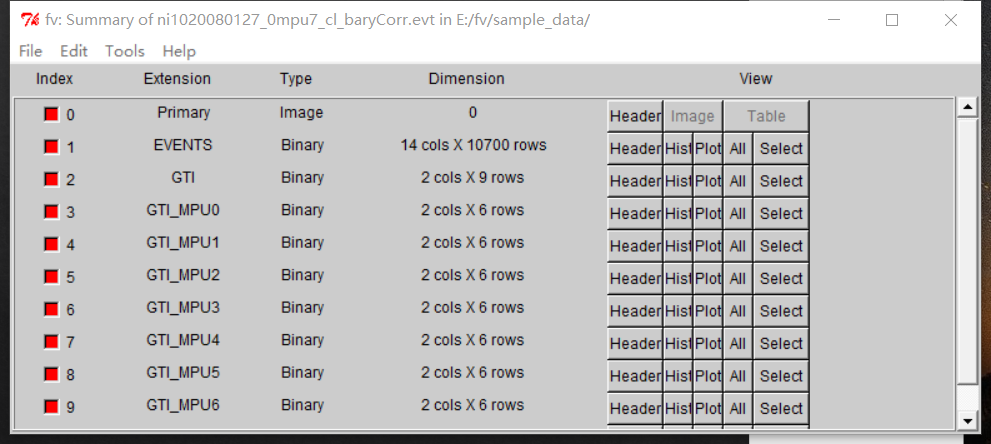 fv: Summary of ni1020080127_0mpu7_cl_baryCorr.evt in E:/fv/sample_data/
File Edit Tools Help
Index Extension Type Dimension View
0 Primary Image 0 Header Image Table
1 EVENTS Binary 14 cols X 10700 rows Header Hist Plot All Select
2 GTI Binary 2 cols X 9 rows Header Hist Plot All Select
3 GTI_MPU0 Binary 2 cols X 6 rows Header Hist Plot All Select
4 GTI_MPU1 Binary 2 cols X 6 rows Header Hist Plot All Select
5 GTI_MPU2 Binary 2 cols X 6 rows Header Hist Plot All Select
6 GTI_MPU3 Binary 2 cols X 6 rows Header Hist Plot All Select
7 GTI_MPU4 Binary 2 cols X 6 rows Header Hist Plot All Select
8 GTI_MPU5 Binary 2 cols X 6 rows Header Hist Plot All Select
9 GTI_MPU6 Binary 2 cols X 6 rows Header Hist Plot All Select